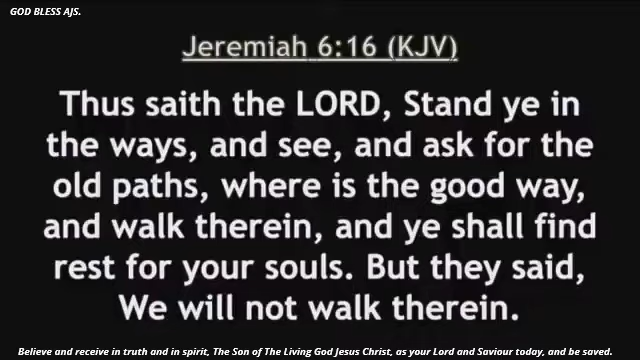 GOD BLESS AJS.
Jeremiah 6:16 (KJV)
Thus saith the LORD, Stand ye in
the ways, and see, and ask for the
old paths, where is the good way,
and walk therein, and ye shall find
rest for your souls. But they said,
We will not walk therein.
Believe and receive in truth and in spirit, The Son of The Living God Jesus Christ, as your Lord and Saviour today, and be saved.